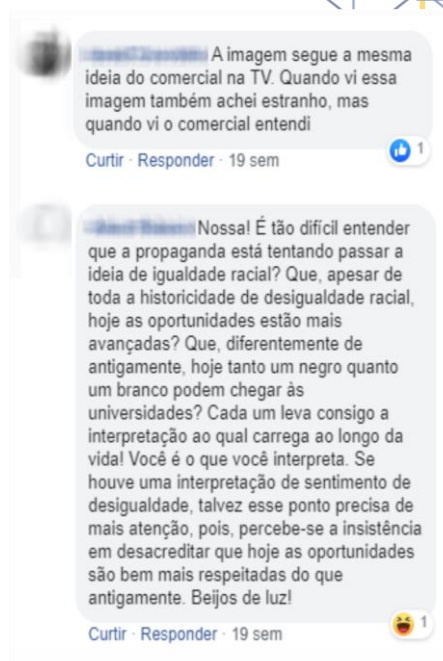 A imagem segue a mesma
ideia do comercial na TV. Quando vi essa
imagem também achei estranho, mas
quando vi o comercial entendi
Curtir · Responder · 19 sem
1
Nossa! É tão difícil entender
que a propaganda está tentando passar a
ideia de igualdade racial? Que, apesar de
toda a historicidade de desigualdade racial,
hoje as oportunidades estão mais
avançadas? Que, diferentemente de
antigamente, hoje tanto um negro quanto
um branco podem chegar às
universidades? Cada um leva consigo a
interpretação ao qual carrega ao longo da
vida! Você é o que você interpreta. Se
houve uma interpretação de sentimento de
desigualdade, talvez esse ponto precisa de
mais atenção, pois, percebe-se a insistência
em desacreditar que hoje as oportunidades
são bem mais respeitadas do que
antigamente. Beijos de luz!
Curtir · Responder · 19 sem
1